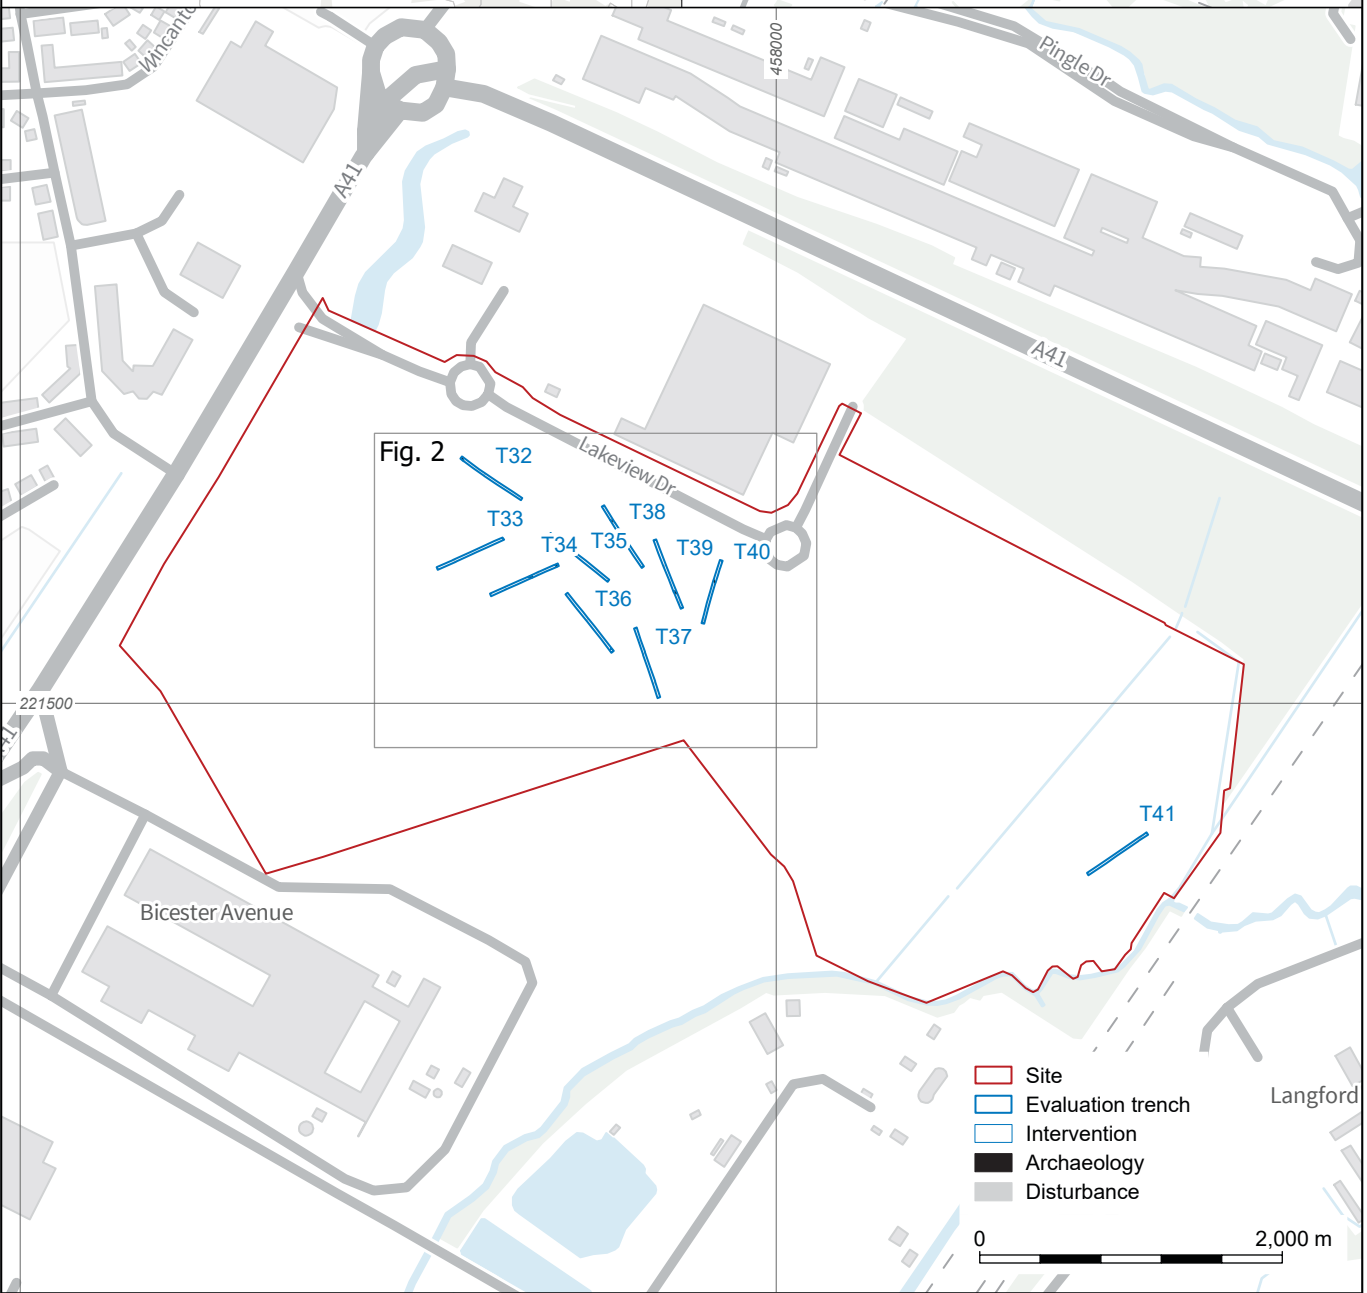 Wincanto
458000
Pingle Dr
A41
A41
Fig. 2
Lakeview Dr
T32
T33
T38
T34
T35
T39
T40
T36
T37
221500
41
T41
Bicester Avenue
Langford
Site
Evaluation trench
Intervention
Archaeology
Disturbance
0 2,000 m